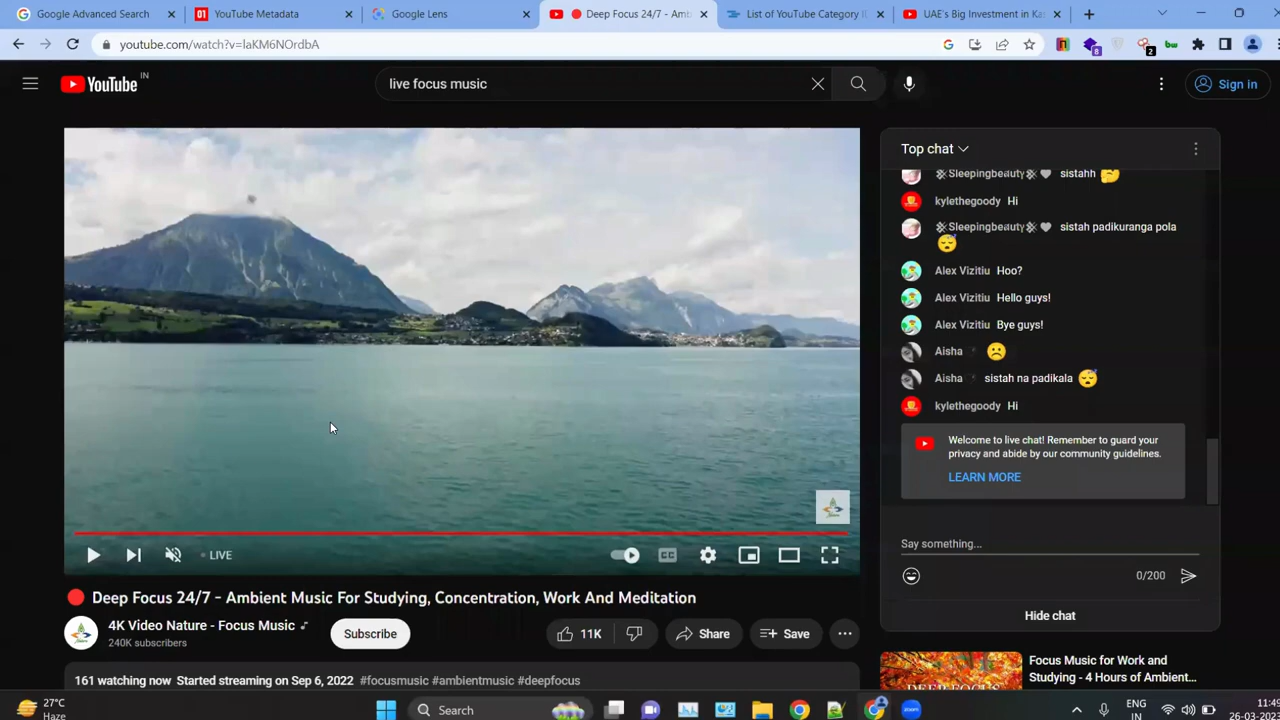 Google Advanced Search
YouTube Metadata
Google Lens
Deep Focus 24/7 - Amb
List of YouTube Category I
UAE's Big Investment in Ka
youtube.com/watch?v=laKM6NOrdbA
YouTube IN
live focus music
Sign in
Top chat
Sleepingbeauty sistahh
kylethegoody Hi
Sleepingbeauty sistah padikuranga pola
Alex Vizitiu Hoo?
Alex Vizitiu Hello guys!
Alex Vizitiu Bye guys!
Aisha
Aisha sistah na padikala
kylethegoody Hi
Welcome to live chat! Remember to guard your
privacy and abide by our community guidelines.
LEARN MORE
Say something...
0/200
Hide chat
LIVE
CC
Deep Focus 24/7 - Ambient Music For Studying, Concentration, Work And Meditation
4K Video Nature - Focus Music
240K subscribers
Subscribe
11K
Share
Save
161 watching now Started streaming on Sep 6, 2022 #focusmusic #ambientmusic #deepfocus
Focus Music for Work and
Studying - 4 Hours of Ambient...
27°C
Haze
Search
ENG
IN
26-03-2023